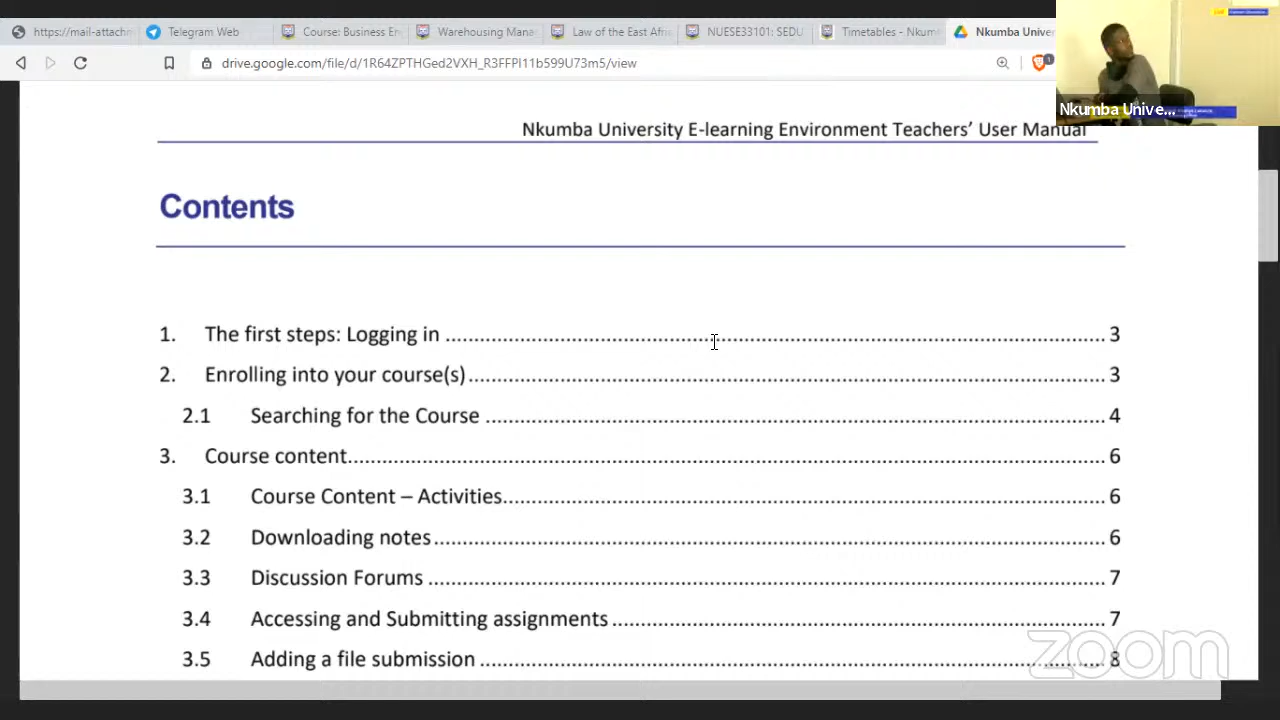 https://mail-attachm
Telegram Web
Course: Business En
Warehousing Mana
Law of the East Afri
NUESE33101: SEDU
Timetables - Nkum
Nkumba Univer
drive.google.com/file/d/1R64ZPTHGed2VXH_R3FFPI11b599U73m5/view
1
Nkumba Unive...
Nkumba University E-learning Environment Teachers' User Manual
Contents
1. The first steps: Logging in 3
2. Enrolling into your course(s) 3
2.1 Searching for the Course 4
3. Course content 6
3.1 Course Content – Activities 6
3.2 Downloading notes 6
3.3 Discussion Forums 7
3.4 Accessing and Submitting assignments 7
3.5 Adding a file submission 8
zoom